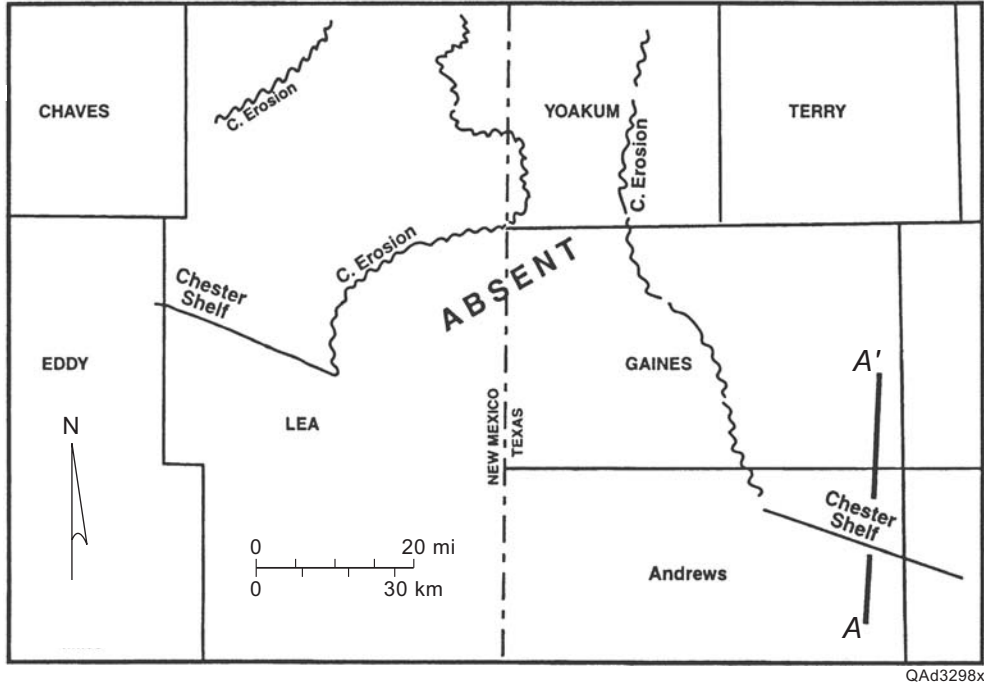 CHAVES
C. Erosion
YOAKUM
C. Erosion
TERRY
Chester
Shelf
C. Erosion
ABSENT
EDDY
LEA
NEW MEXICO
TEXAS
GAINES
A'
N
0 20 mi
0 30 km
Chester
Shelf
Andrews
A
QAd3298x